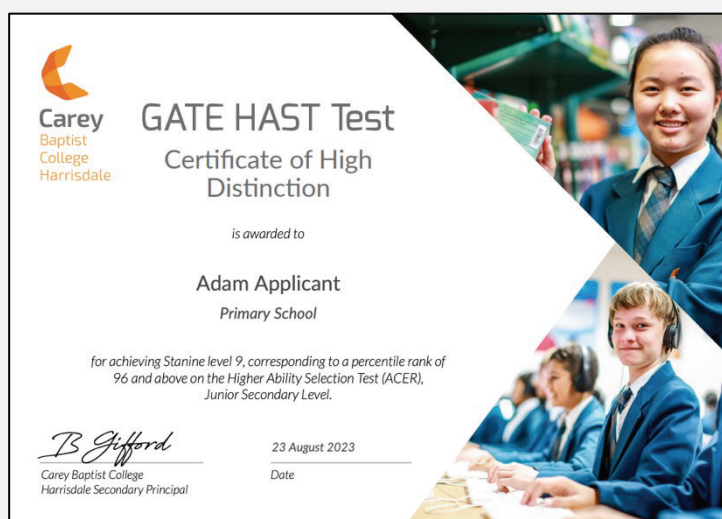 Carey
Baptist
College
Harrisdale
GATE HAST Test
Certificate of High
Distinction
is awarded to
Adam Applicant
Primary School
for achieving Stanine level 9, corresponding to a percentile rank of
96 and above on the Higher Ability Selection Test (ACER),
Junior Secondary Level.
B Gifford
23 August 2023
Carey Baptist College
Harrisdale Secondary Principal
Date